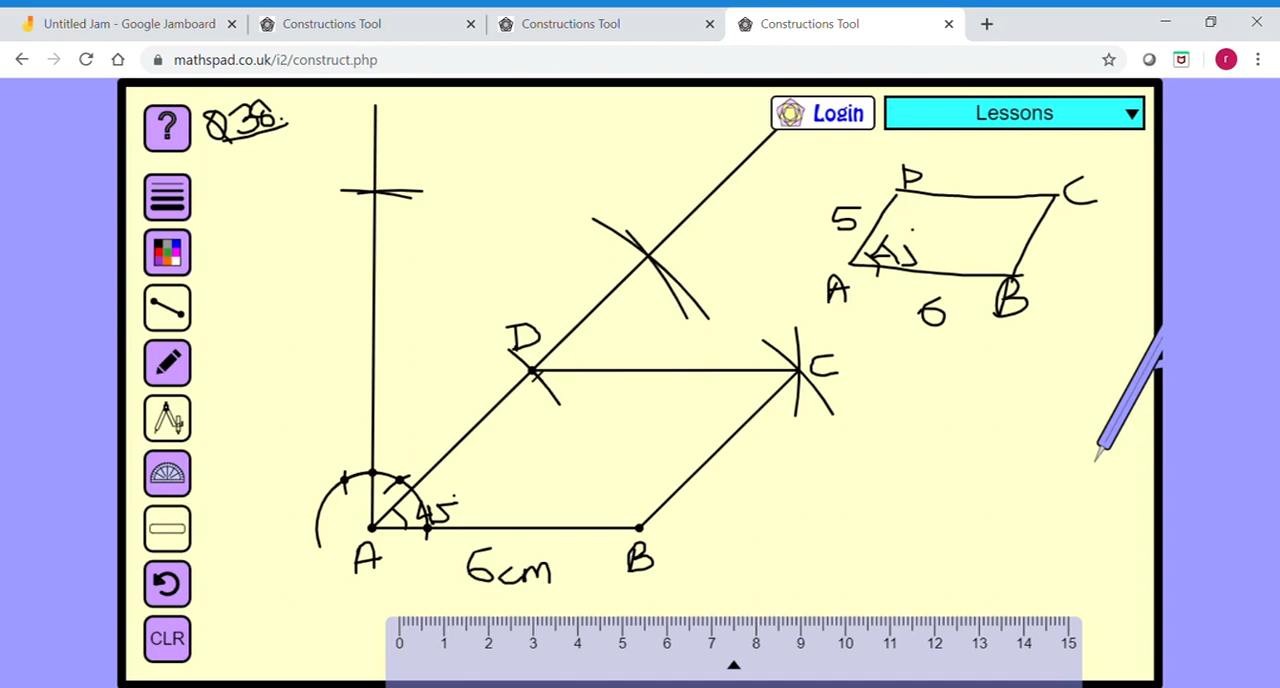 Untitled Jam - Google Jamboard
Constructions Tool
Constructions Tool
Constructions Tool
mathspad.co.uk/i2/construct.php
r
?
Q38.
Login
Lessons
D
C
5
45
A
6
B
D
C
45
A
6cm
B
CLR
0 1 2 3 4 5 6 7 8 9 10 11 12 13 14 15